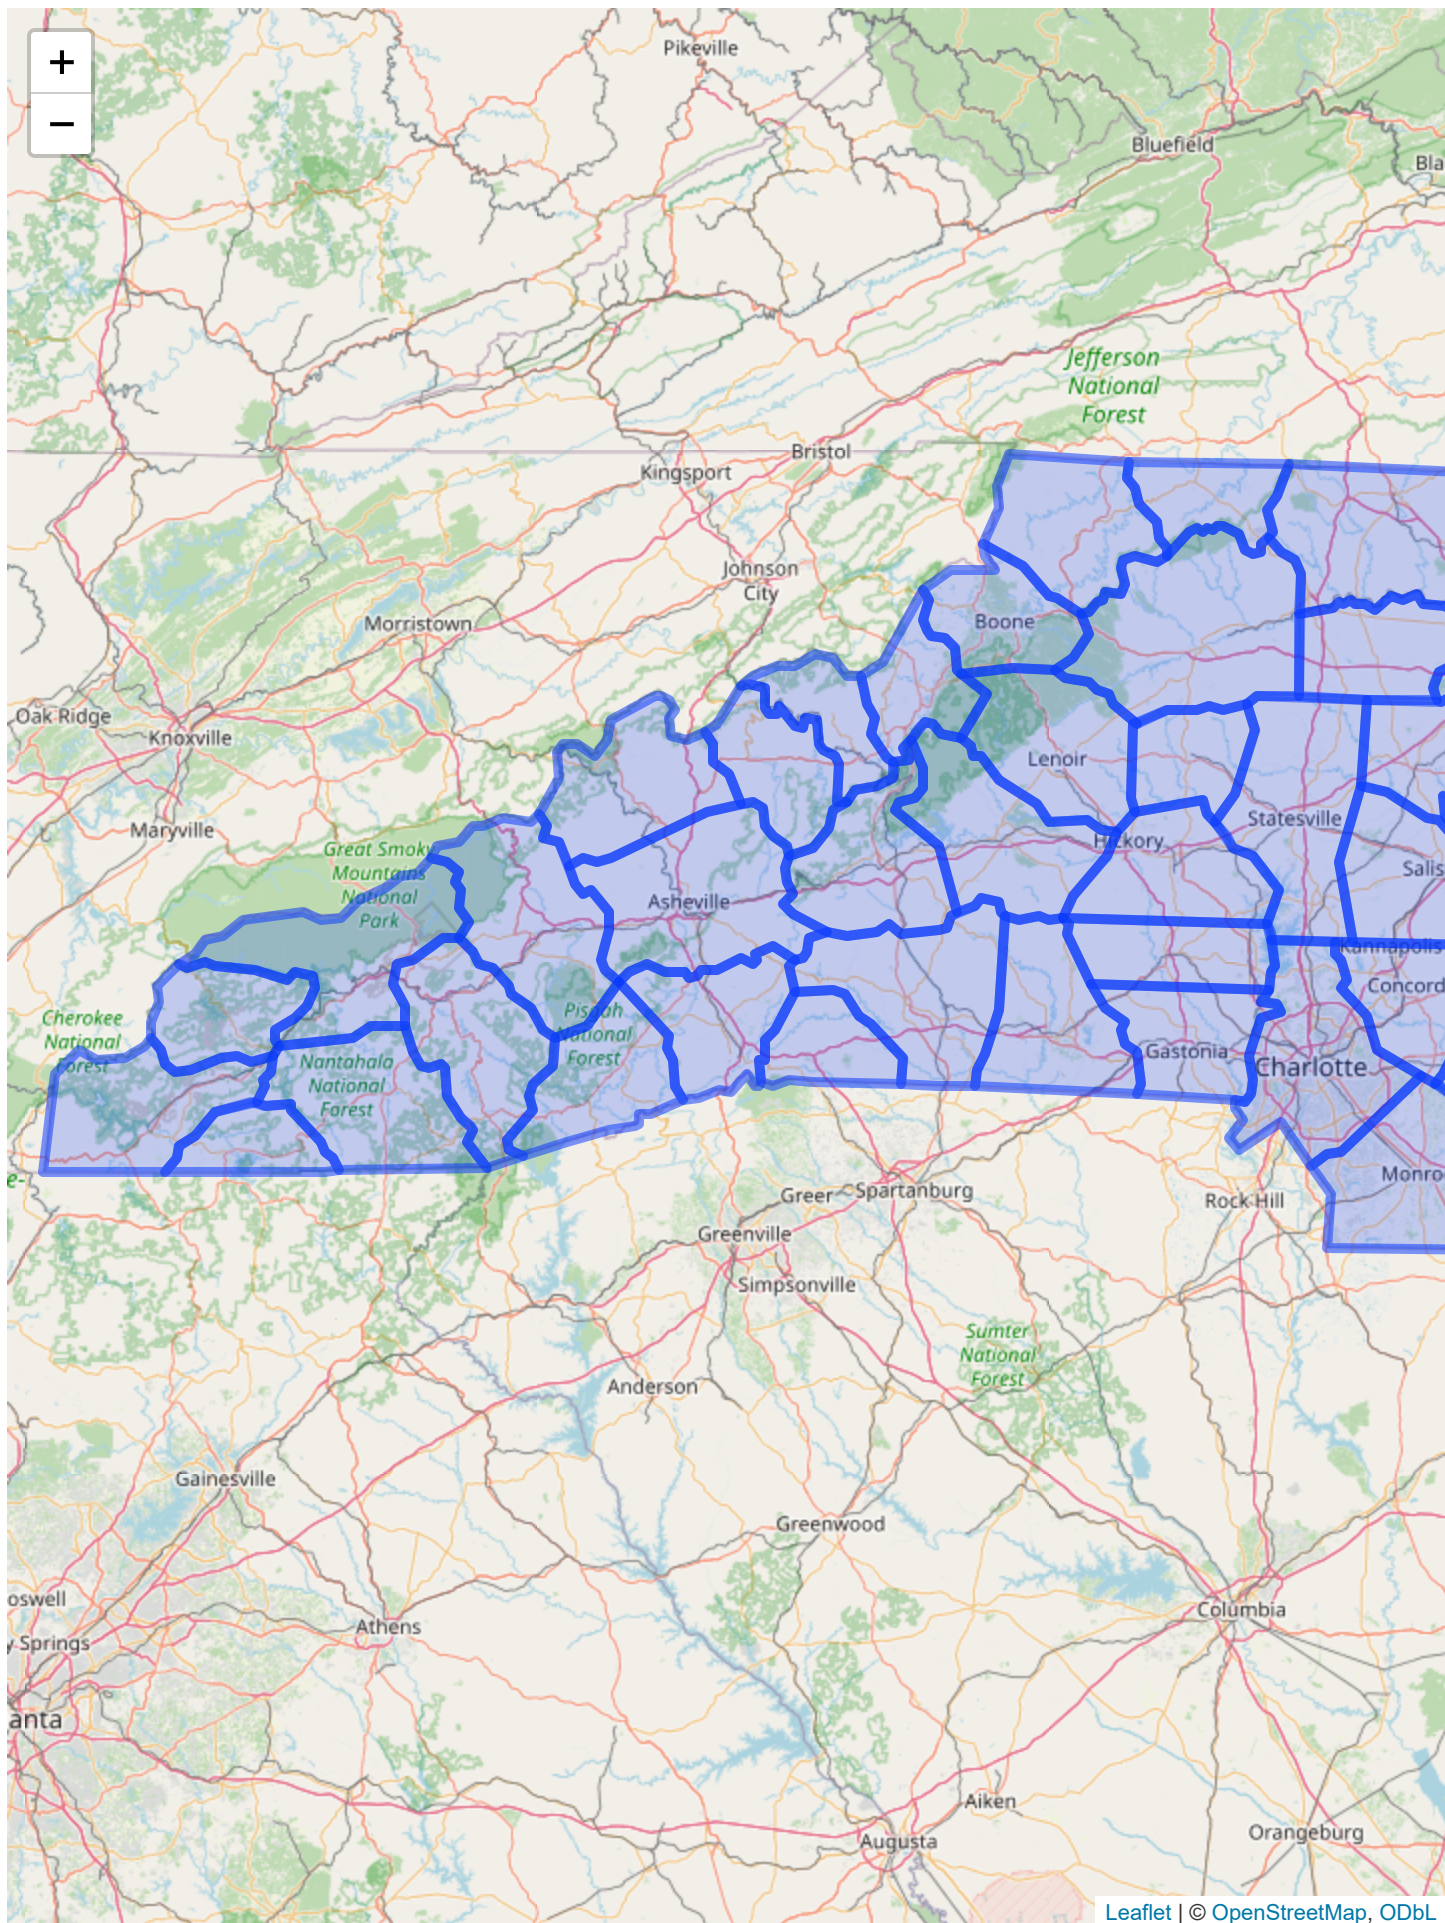 +
−
Pikeville
Bluefield
Bla
Jefferson
National
Forest
Bristol
Kingsport
Johnson
City
Boone
Morristown
Oak Ridge
Knoxville
Lenoir
Maryville
Statesville
Hickory
Great Smoky
Mountains
National
Park
Salis
Asheville
Kannapolis
Concord
Cherokee
National
Forest
Pisgah
National
Forest
Nantahala
National
Forest
Gastonia
Charlotte
Monro
e-
Greer
Spartanburg
Rock Hill
Greenville
Simpsonville
Sumter
National
Forest
Anderson
Gainesville
Greenwood
oswell
Columbia
Athens
y Springs
anta
Aiken
Augusta
Orangeburg
Leaflet | © OpenStreetMap, ODbL